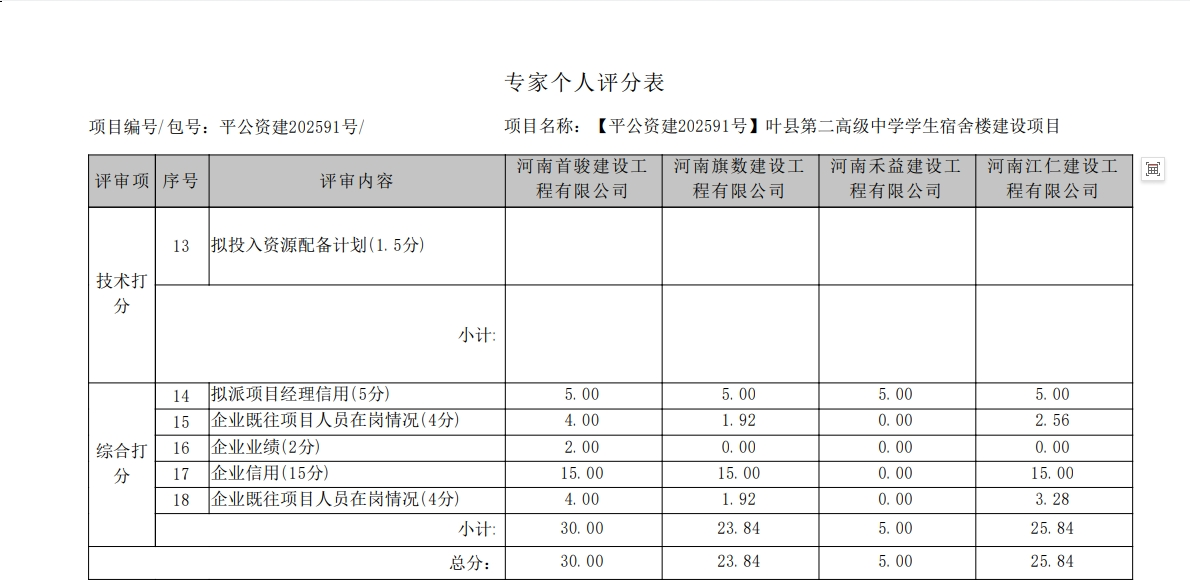 专家个人评分表
项目编号/包号：平公资建202591号/ 项目名称：【平公资建202591号】叶县第二高级中学学生宿舍楼建设项目
评审项 序号 评审内容 河南首骏建设工程有限公司 河南旗数建设工程有限公司 河南禾益建设工程有限公司 河南江仁建设工程有限公司
技术打分
13 拟投入资源配备计划(1.5分)
小计:
综合打分
14 拟派项目经理信用(5分) 5.00 5.00 5.00 5.00
15 企业既往项目人员在岗情况(4分) 4.00 1.92 0.00 2.56
16 企业业绩(2分) 2.00 0.00 0.00 0.00
17 企业信用(15分) 15.00 15.00 0.00 15.00
18 企业既往项目人员在岗情况(4分) 4.00 1.92 0.00 3.28
小计: 30.00 23.84 5.00 25.84
总分： 30.00 23.84 5.00 25.84